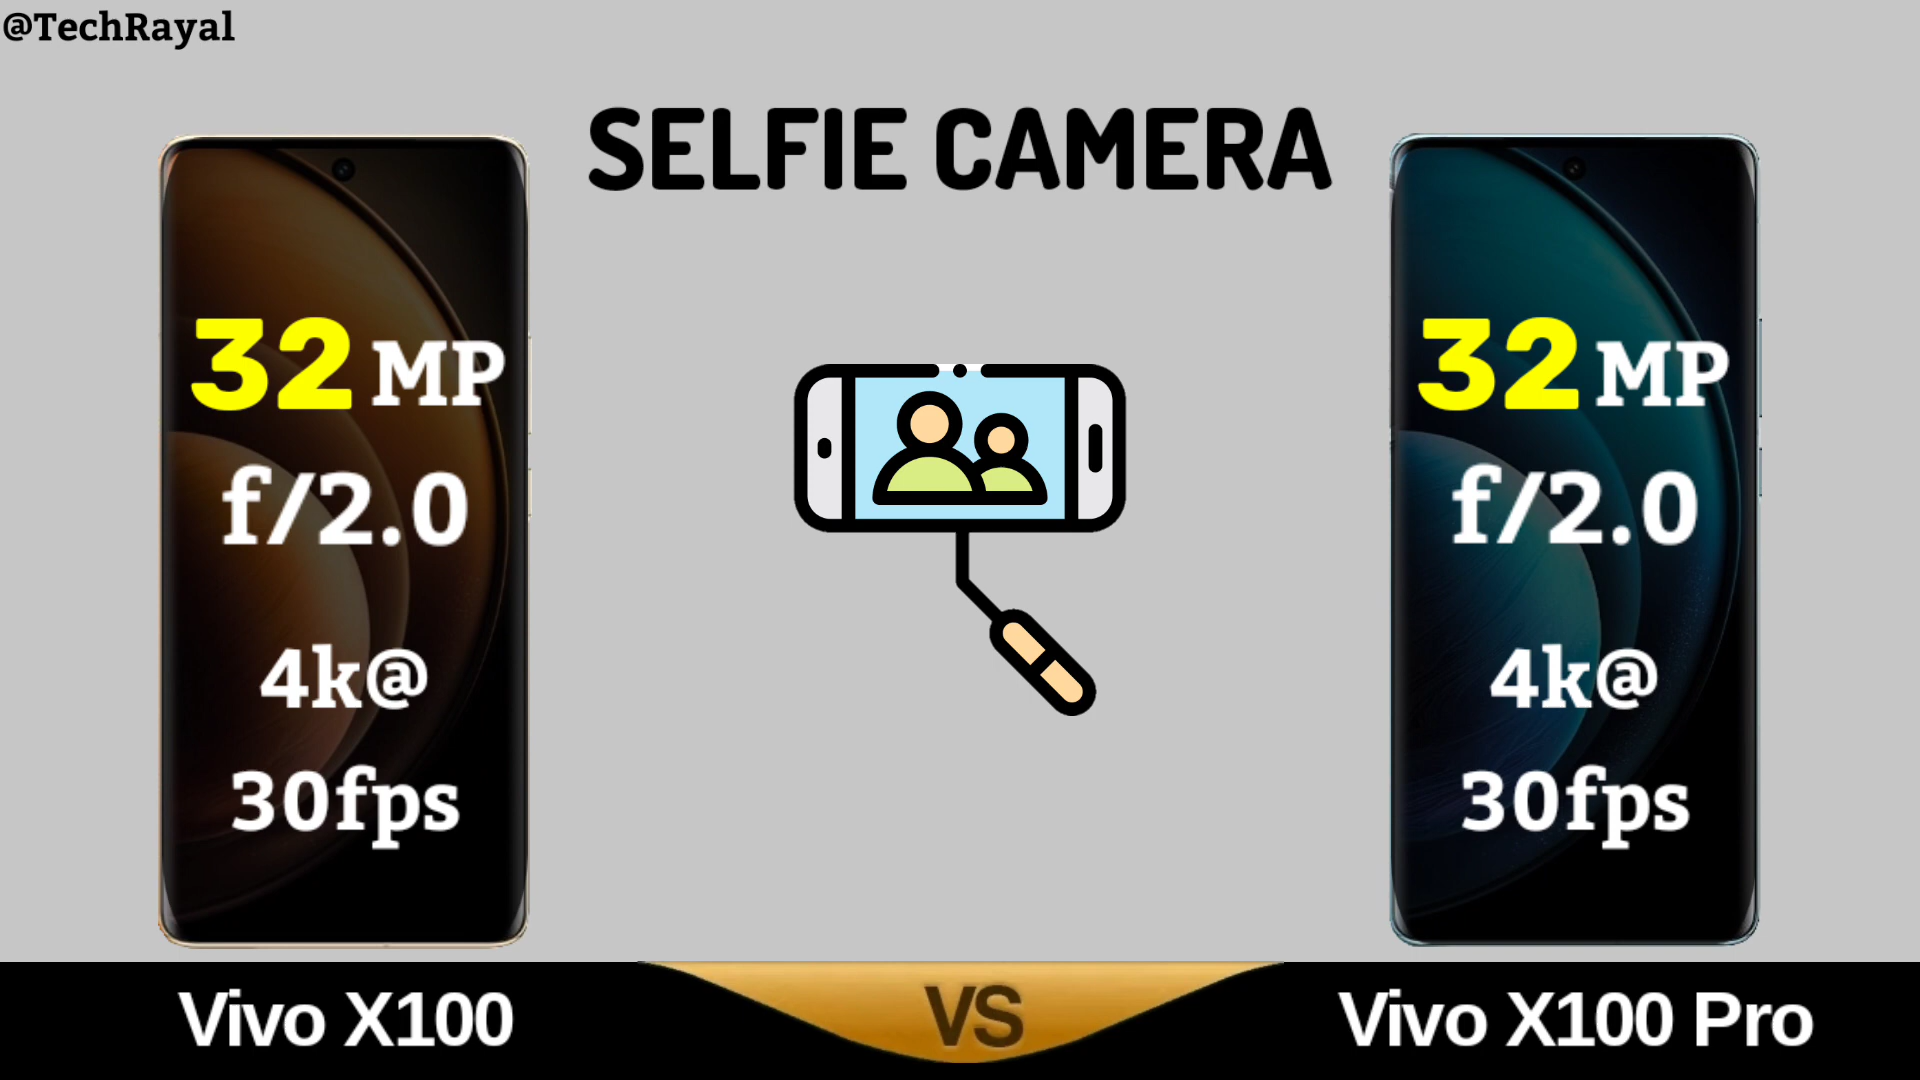 @TechRayal
SELFIE CAMERA
32 MP
f/2.0
4k@
30fps
32 MP
f/2.0
4k@
30fps
Vivo X100
VS
Vivo X100 Pro